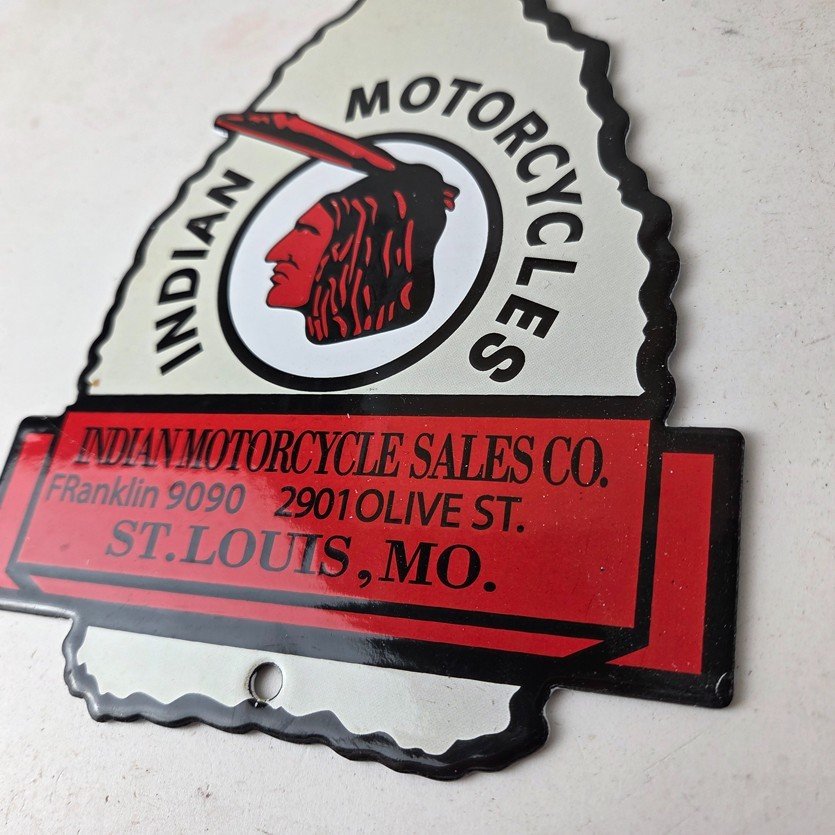 INDIAN MOTORCYCLES
INDIAN MOTORCYCLE SALES CO.
FRanklin 9090 2901 OLIVE ST.
ST. LOUIS, MO.